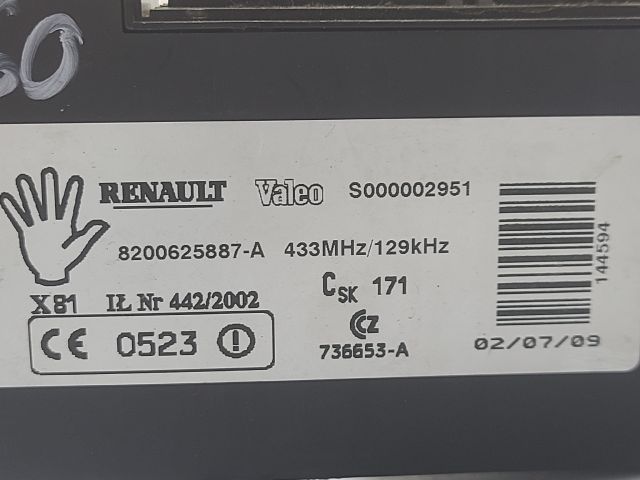 RENAULT Valeo S000002951
8200625887-A 433MHz/129kHz
X81 IŁ Nr 442/2002 CSK 171
CE 0523
736653-A
144594
02/07/09